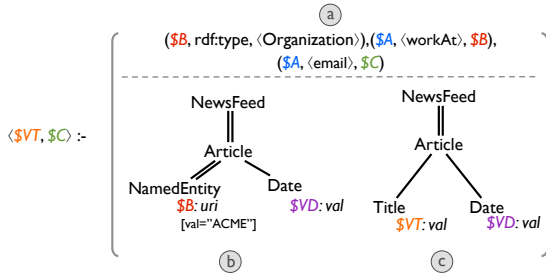 a
($B, rdf:type, ⟨Organization⟩),($A, ⟨workAt⟩, $B),
($A, ⟨email⟩, $C)
⟨$VT, $C⟩ :-
NewsFeed
Article
NamedEntity
$B: uri
[val="ACME"]
Date
$VD: val
b
NewsFeed
Article
Title
$VT: val
Date
$VD: val
c